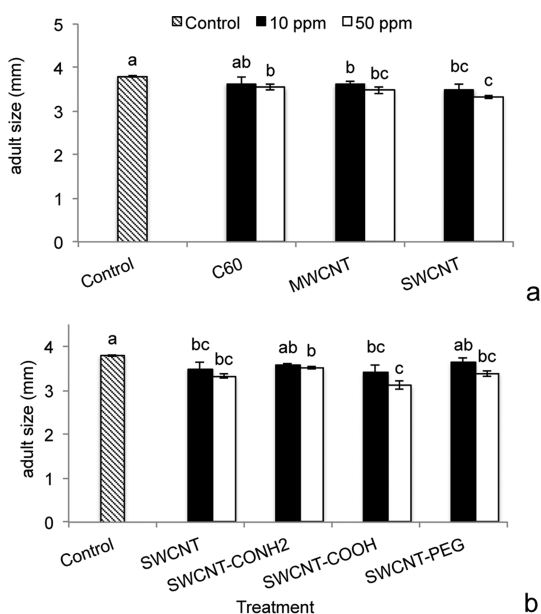 Control 10 ppm 50 ppm
adult size (mm)
5
4
3
2
1
0
a
ab
b
b
bc
bc
c
Control
C60
MWCNT
SWCNT
a
adult size (mm)
4
3
2
1
0
a
bc
bc
ab
b
bc
c
ab
bc
Control
SWCNT
SWCNT-CONH2
SWCNT-COOH
SWCNT-PEG
Treatment
b